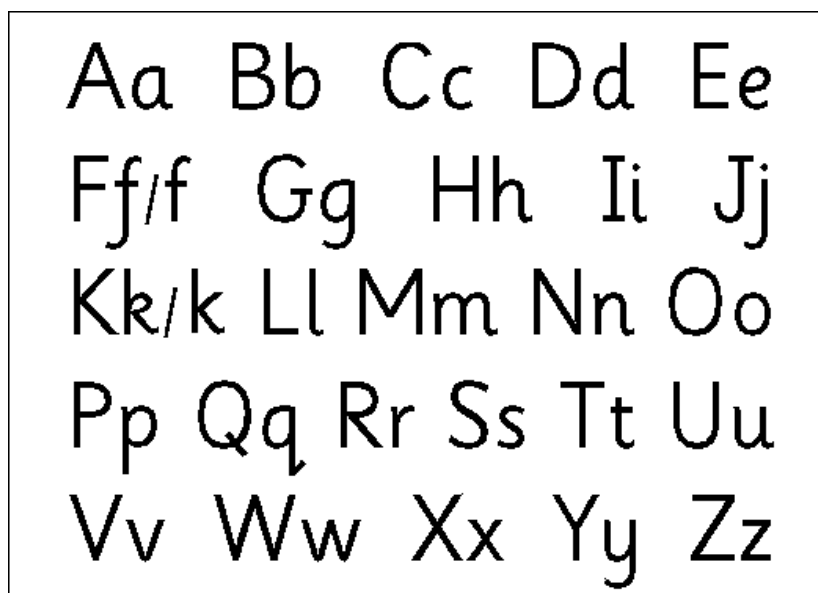 Aa Bb Cc Dd Ee
Ff/f Gg Hh Ii Jj
Kk/k Ll Mm Nn Oo
Pp Qq Rr Ss Tt Uu
Vv Ww Xx Yy Zz